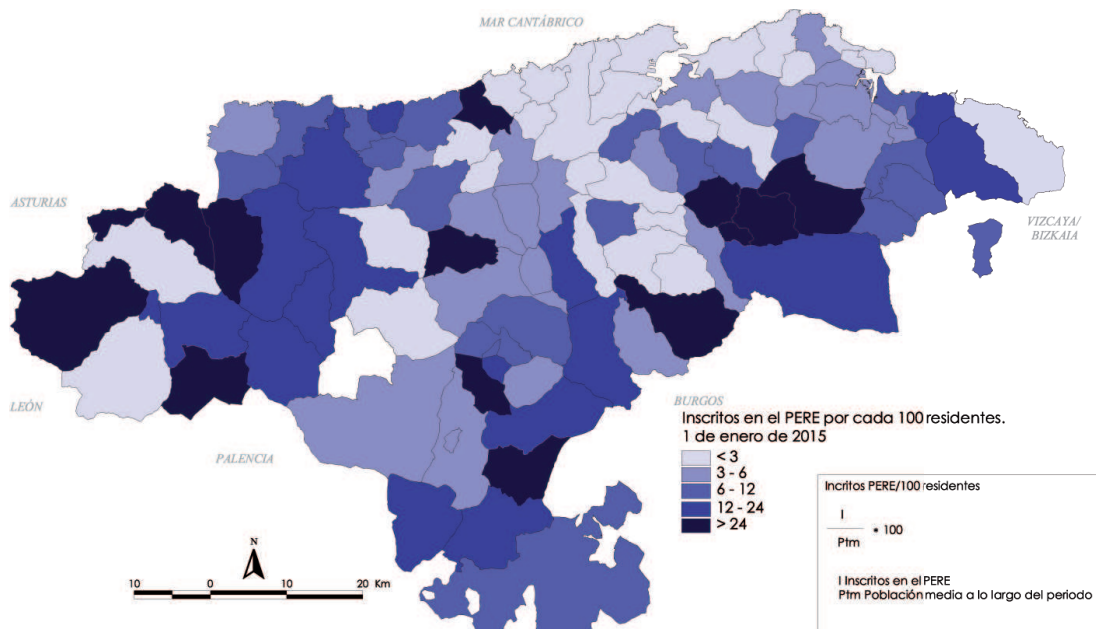 MAR CANTÁBRICO
ASTURIAS
VIZCAYA/
BIZKAIA
LEÓN
BURGOS
PALENCIA
Inscritos en el PERE por cada 100 residentes.
1 de enero de 2015
< 3
3 - 6
6 - 12
12 - 24
> 24
Incritos PERE/100 residentes
I
Ptm
• 100
I Inscritos en el PERE
Ptm Población media a lo largo del periodo
N
10 0 10 20 Km